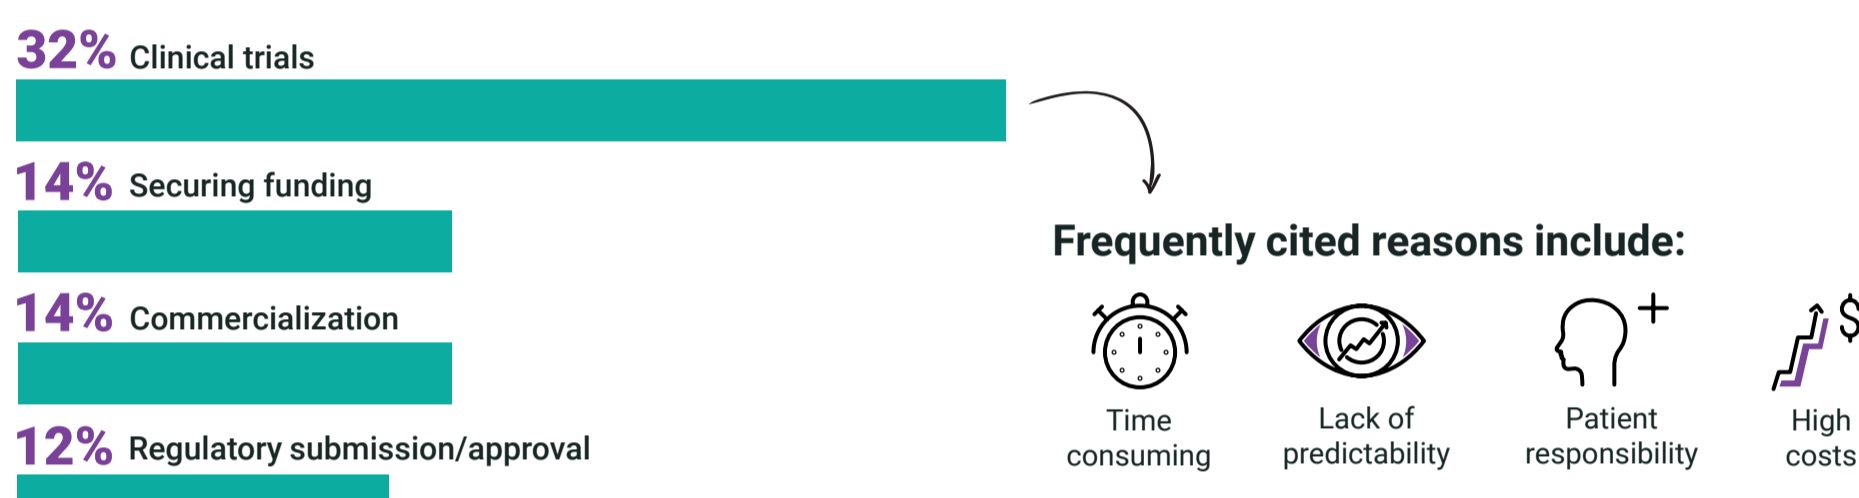 32% Clinical trials
14% Securing funding
14% Commercialization
12% Regulatory submission/approval
Frequently cited reasons include:
Time
consuming
Lack of
predictability
Patient
responsibility
$
High
costs